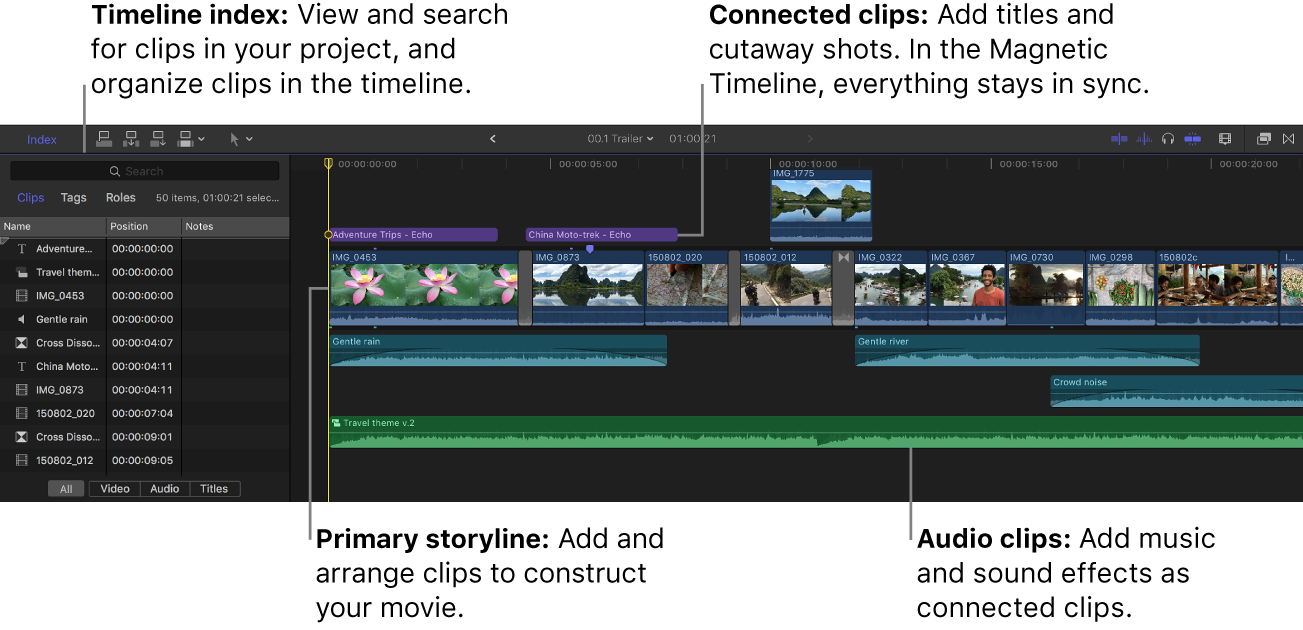 Timeline index: View and search
for clips in your project, and
organize clips in the timeline.
Connected clips: Add titles and
cutaway shots. In the Magnetic
Timeline, everything stays in sync.
Index
00.1 Trailer
01:00:21
Search
Clips Tags Roles 50 items, 01:00:21 selec...
Name Position Notes
Adventure... 00:00:00:00
Travel them... 00:00:00:00
IMG_0453 00:00:00:00
Gentle rain 00:00:00:00
Cross Disso... 00:00:04:07
China Moto... 00:00:04:11
IMG_0873 00:00:04:11
150802_020 00:00:07:04
Cross Disso... 00:00:09:01
150802_012 00:00:09:05
All Video Audio Titles
00:00:00:00 00:00:05:00 00:00:10:00 00:00:15:00 00:00:20:00
IMG_1775
Adventure Trips - Echo China Moto-trek - Echo
IMG_0453 IMG_0873 150802_020 150802_012 IMG_0322 IMG_0367 IMG_0730 IMG_0298 150802c I...
Gentle rain Gentle river
Crowd noise
Travel theme v.2
Primary storyline: Add and
arrange clips to construct
your movie.
Audio clips: Add music
and sound effects as
connected clips.